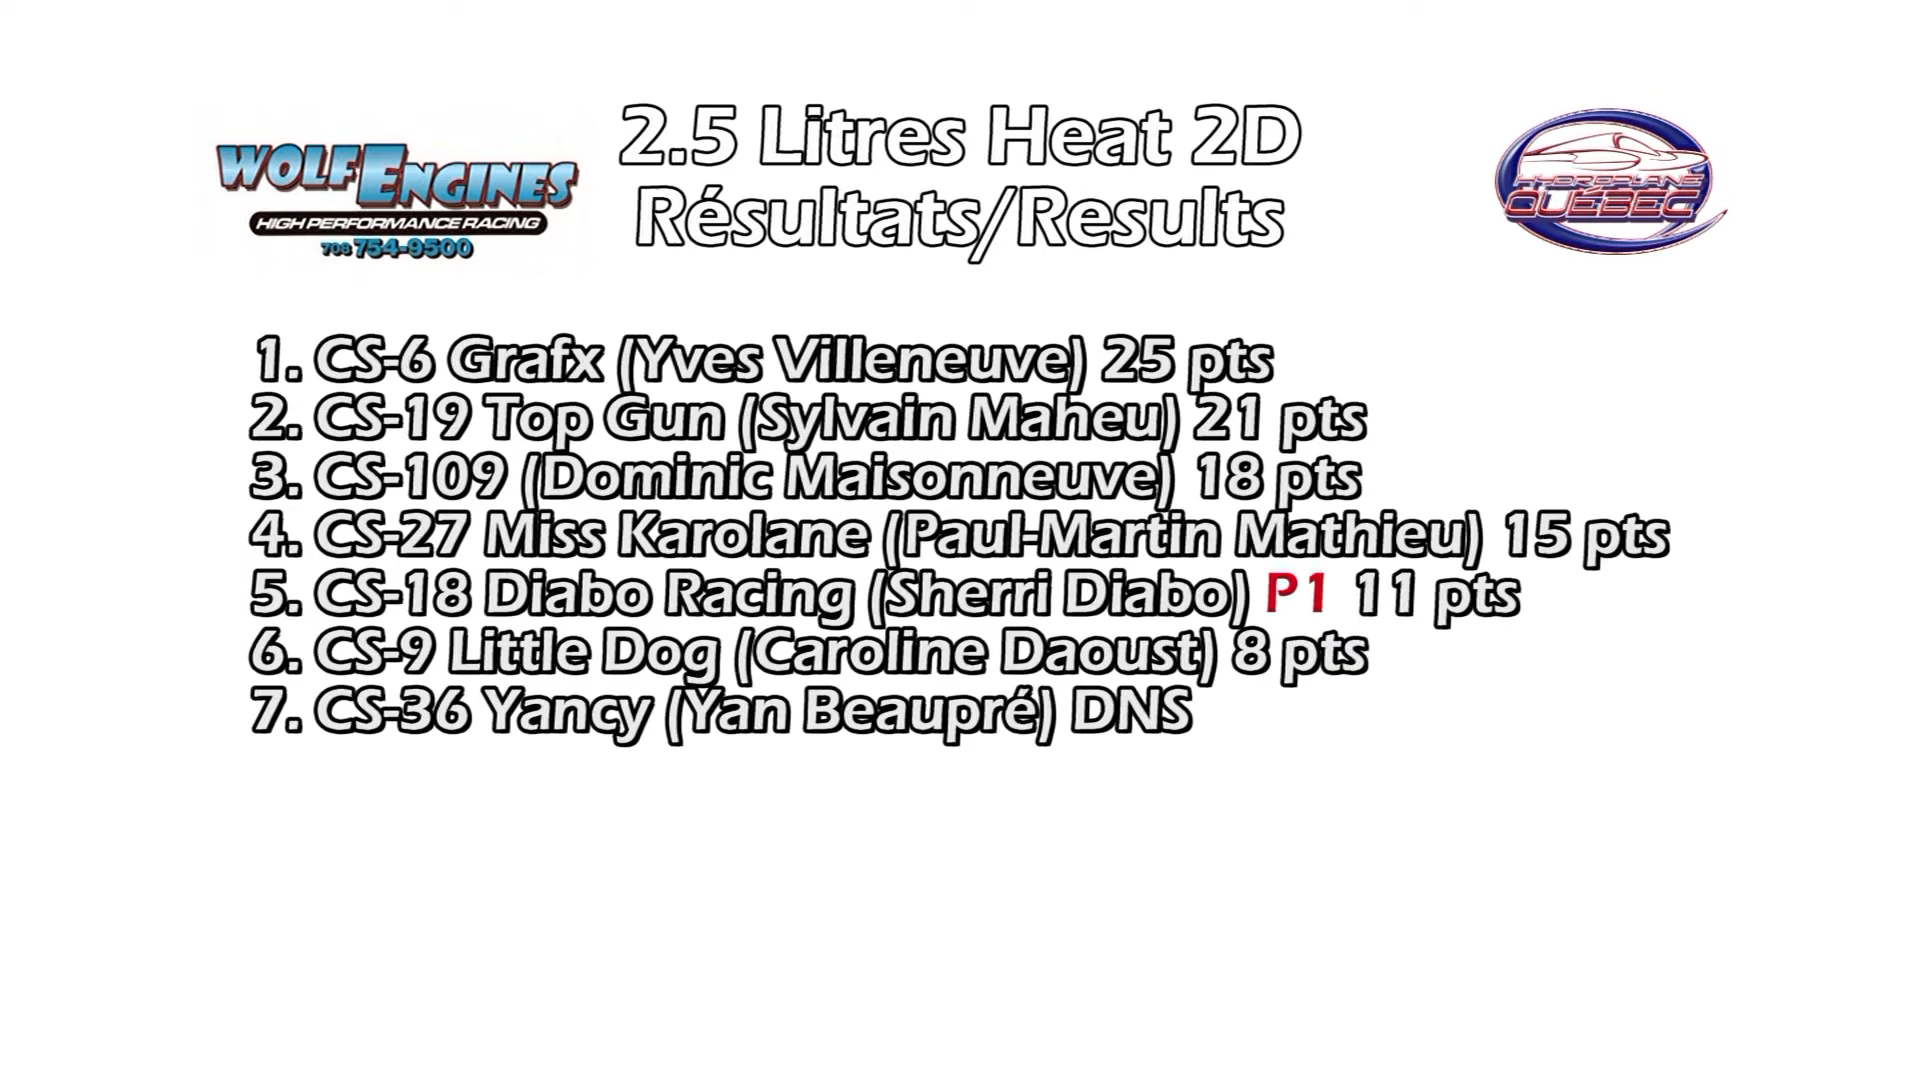 2.5 Litres Heat 2D
Résultats/Results
WOLF ENGINES
HIGH PERFORMANCE RACING
708 754-9500
HYDROPLANE
QUÉBEC
1. CS-6 Grafx (Yves Villeneuve) 25 pts
2. CS-19 Top Gun (Sylvain Maheu) 21 pts
3. CS-109 (Dominic Maisonneuve) 18 pts
4. CS-27 Miss Karolane (Paul-Martin Mathieu) 15 pts
5. CS-18 Diabo Racing (Sherri Diabo) P1 11 pts
6. CS-9 Little Dog (Caroline Daoust) 8 pts
7. CS-36 Yancy (Yan Beaupré) DNS